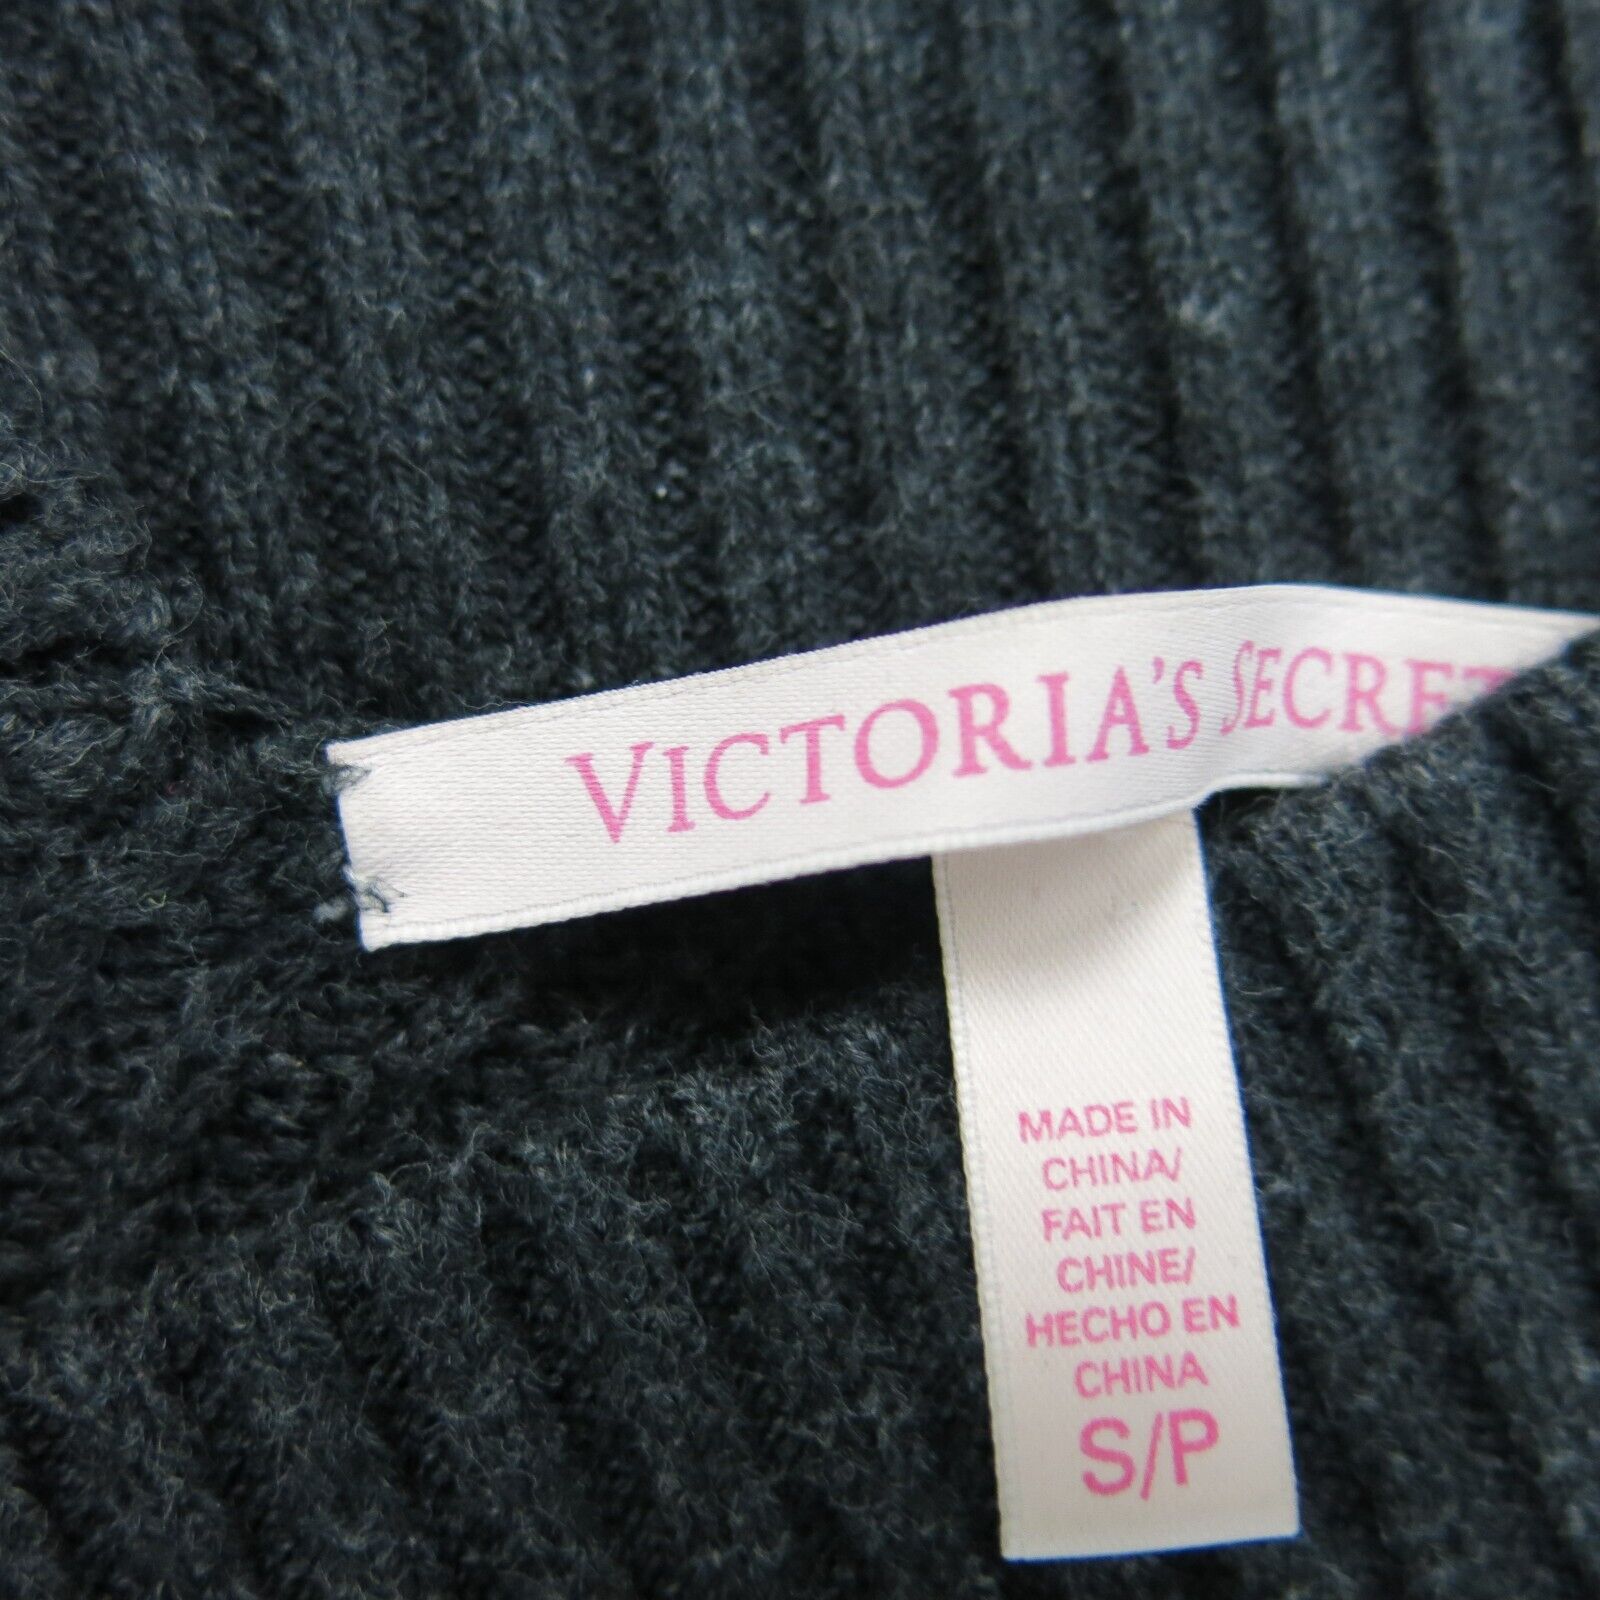 VICTORIA'S SECRET
MADE IN
CHINA/
FAIT EN
CHINE/
HECHO EN
CHINA
S/P